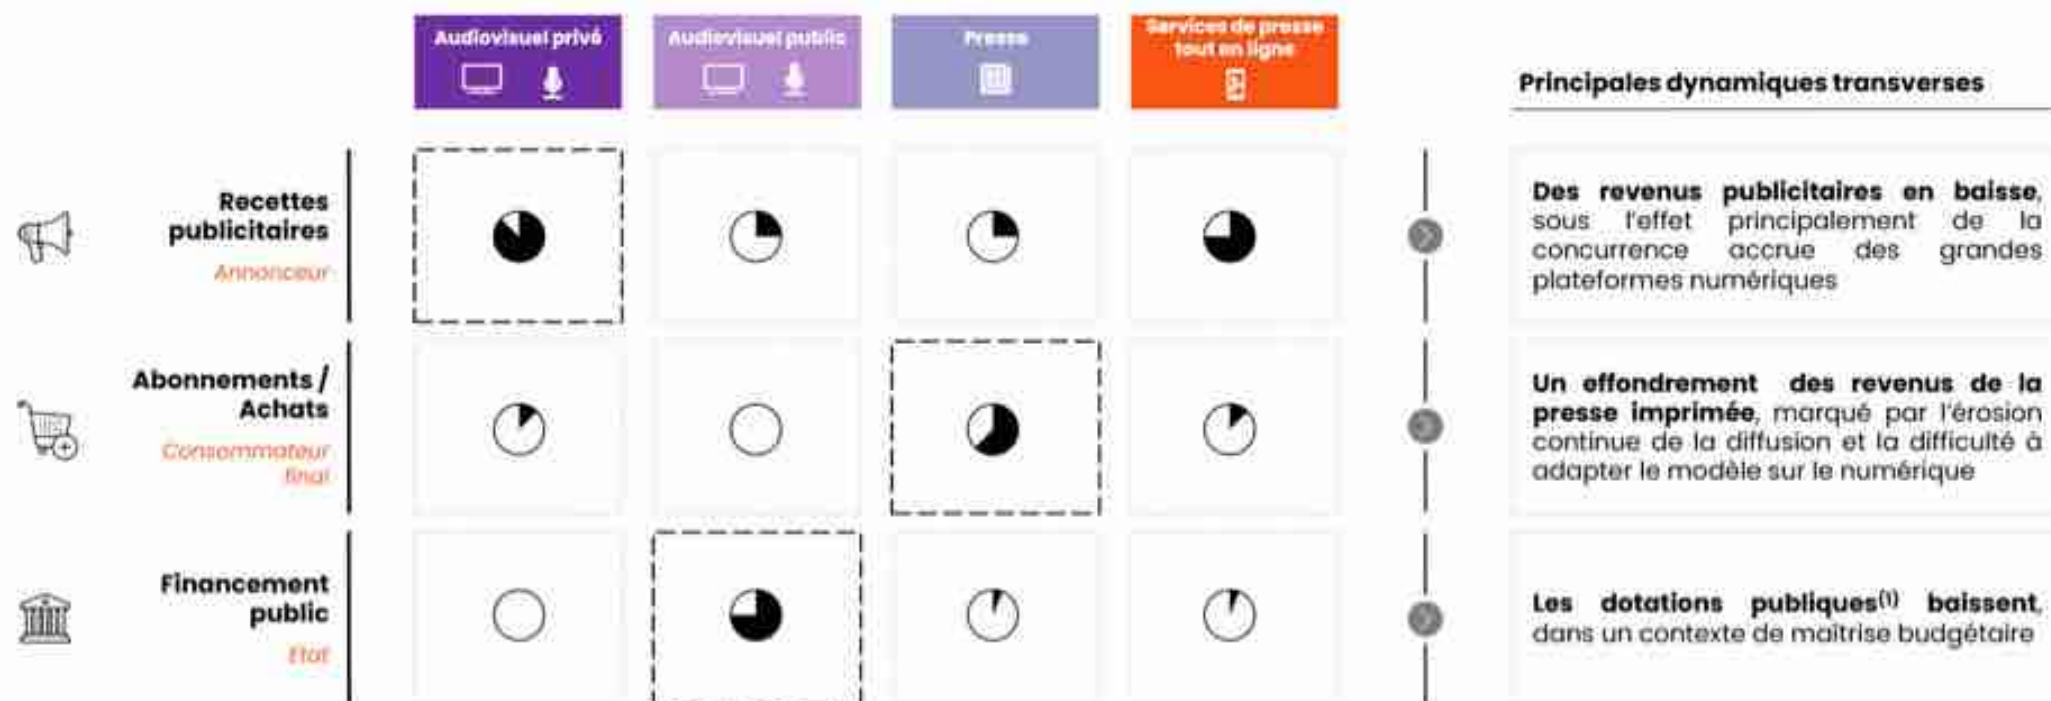 Audiovisuel privé
Audiovisuel public
Presse
Services de presse
tout en ligne
Principales dynamiques transverses
Recettes
publicitaires
Annonceur
Des revenus publicitaires en baisse,
sous l'effet principalement de la
concurrence accrue des grandes
plateformes numériques
Abonnements /
Achats
Consommateur
final
Un effondrement des revenus de la
presse imprimée, marqué par l'érosion
continue de la diffusion et la difficulté à
adapter le modèle sur le numérique
Financement
public
Etat
Les dotations publiques(1) baissent,
dans un contexte de maîtrise budgétaire